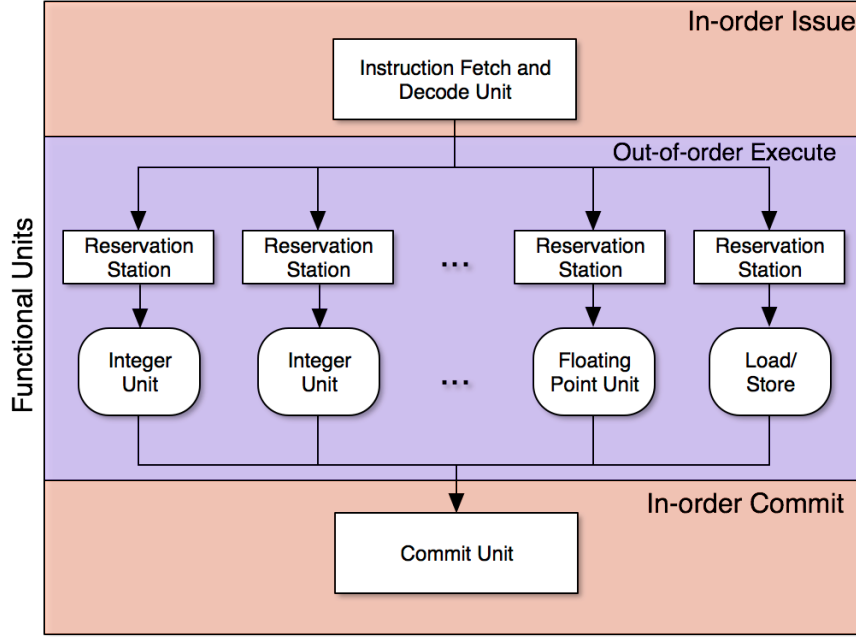 In-order Issue
Instruction Fetch and
Decode Unit
Out-of-order Execute
Functional Units
Reservation
Station
Reservation
Station
...
Reservation
Station
Reservation
Station
Integer
Unit
Integer
Unit
...
Floating
Point Unit
Load/
Store
In-order Commit
Commit Unit